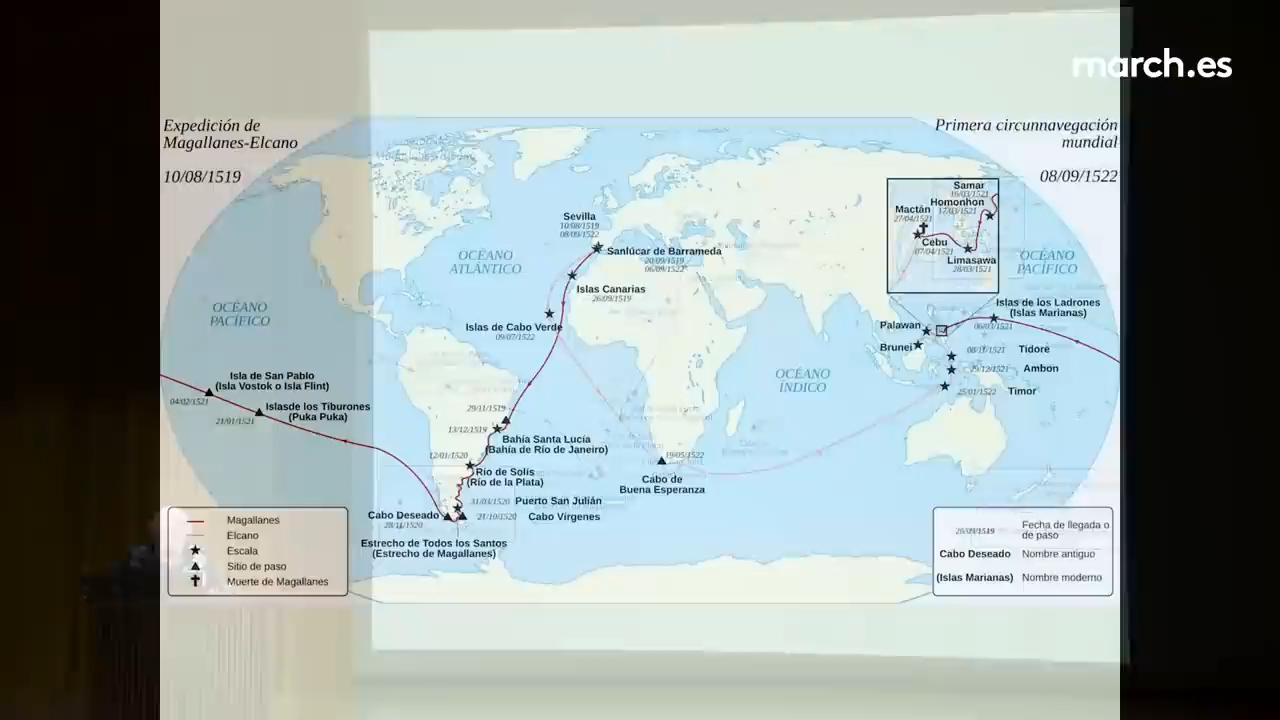 march.es
Expedición de
Magallanes-Elcano
10/08/1519
Primera circunnavegación
mundial
08/09/1522
Samar
16/03/1521
Homonhon
17/03/1521
Mactán
27/04/1521
Cebu
07/04/1521
Limasawa
28/03/1521
Sevilla
10/08/1519
08/09/1522
Sanlúcar de Barrameda
20/09/1519
06/09/1522
OCÉANO
ATLÁNTICO
OCÉANO
PACÍFICO
Islas Canarias
26/09/1519
Islas de los Ladrones
(Islas Marianas)
06/03/1521
OCÉANO
PACÍFICO
Islas de Cabo Verde
09/07/1522
Palawan
Brunei
08/11/1521
Tidore
29/12/1521
Ambon
25/01/1522
Timor
OCÉANO
ÍNDICO
Isla de San Pablo
(Isla Vostok o Isla Flint)
04/02/1521
Islasde los Tiburones
(Puka Puka)
21/01/1521
29/11/1519
13/12/1519
Bahía Santa Lucía
(Bahía de Río de Janeiro)
12/01/1520
Río de Solís
(Río de la Plata)
19/05/1522
Cabo de
Buena Esperanza
31/03/1520
Puerto San Julián
Cabo Deseado
28/11/1520
21/10/1520
Cabo Vírgenes
Estrecho de Todos los Santos
(Estrecho de Magallanes)
Magallanes
Elcano
Escala
Sitio de paso
Muerte de Magallanes
26/09/1519
Fecha de llegada o
de paso
Cabo Deseado
Nombre antiguo
(Islas Marianas)
Nombre moderno